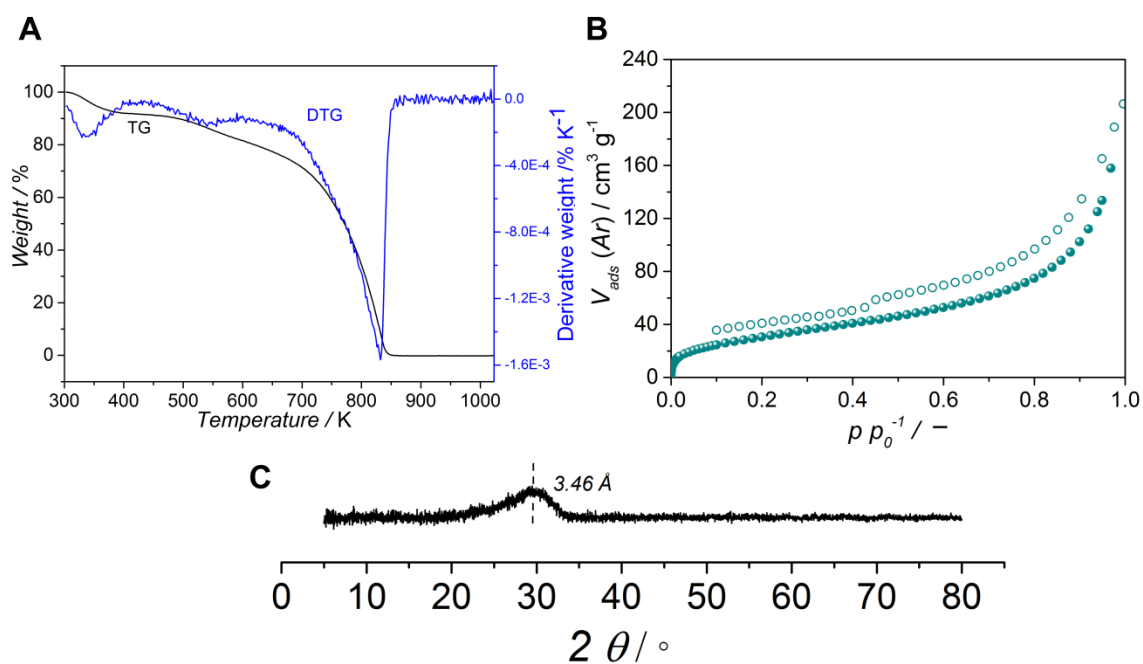 A
100
80
60
40
20
0
Weight / %
TG
DTG
0.0
-4.0E-4
-8.0E-4
-1.2E-3
-1.6E-3
Derivative weight /% K⁻¹
300 400 500 600 700 800 900 1000
Temperature / K
B
240
200
160
120
80
40
0
V_ads (Ar) / cm³ g⁻¹
0.0 0.2 0.4 0.6 0.8 1.0
p p₀⁻¹ / –
C
3.46 Å
0 10 20 30 40 50 60 70 80
2 θ / °